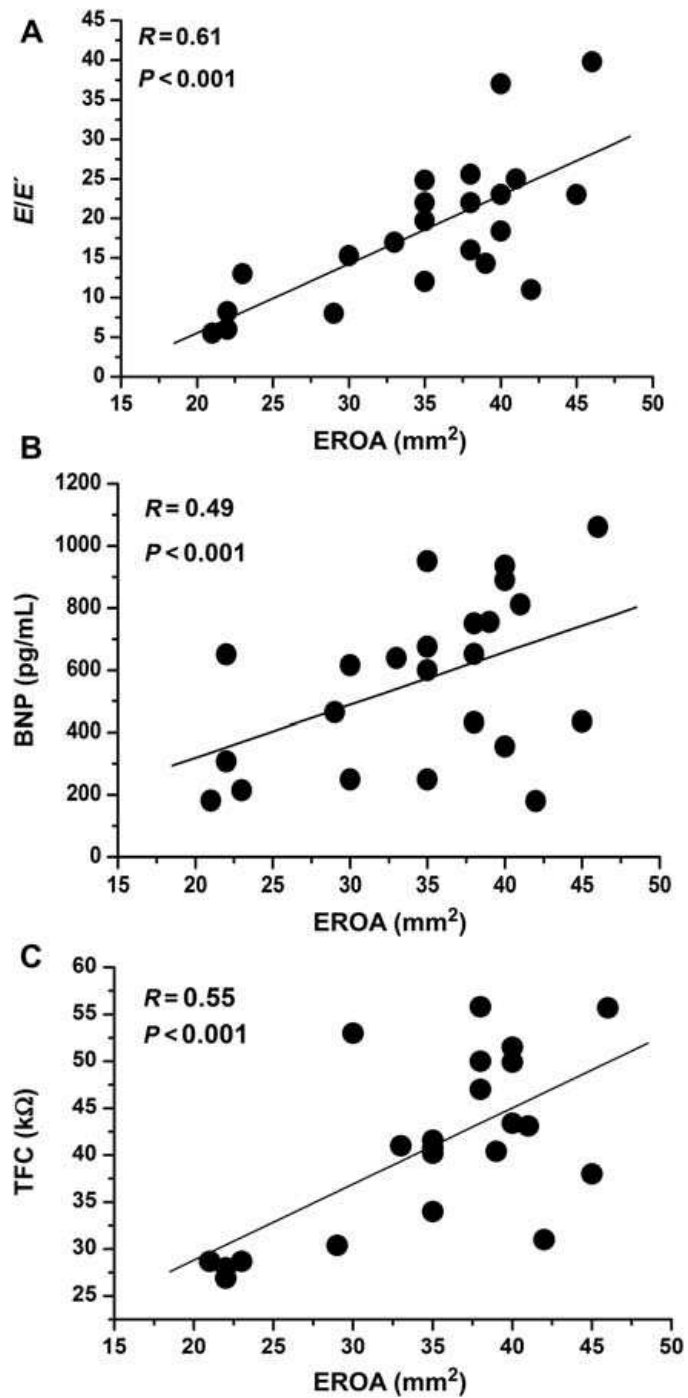 A
R=0.61
P<0.001
45
40
35
30
25
20
15
10
5
0
E/E´
15 20 25 30 35 40 45 50
EROA (mm²)
B
R= 0.49
P<0.001
1200
1000
800
600
400
200
0
BNP (pg/mL)
15 20 25 30 35 40 45 50
EROA (mm²)
C
R=0.55
P<0.001
60
55
50
45
40
35
30
25
TFC (kΩ)
15 20 25 30 35 40 45 50
EROA (mm²)